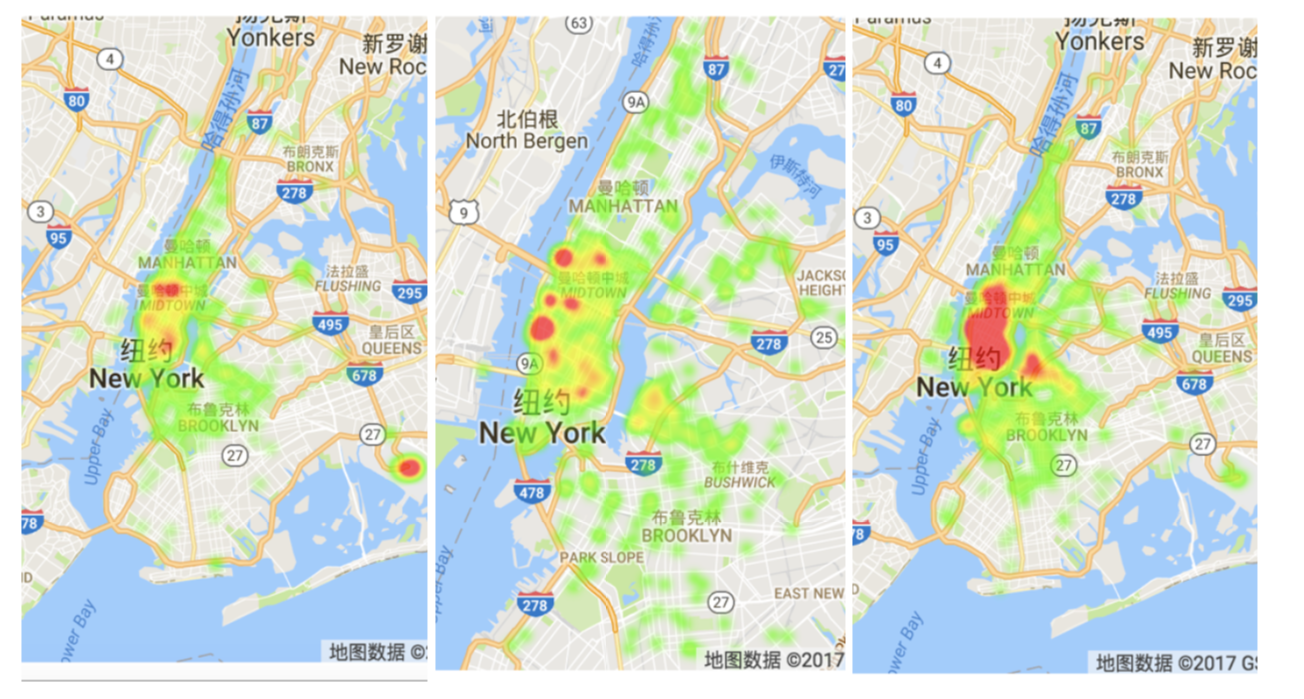 Paramus
扬克斯
Yonkers
新罗谢
New Roc
4
80
87
哈得孙河
布朗克斯
BRONX
278
3
95
曼哈顿
MANHATTAN
曼哈顿中城
MIDTOWN
法拉盛
FLUSHING
295
495
皇后区
QUEENS
纽约
New York
678
布鲁克林
BROOKLYN
27
27
Upper Bay
78
ower Bay
地图数据 ©
63
哈得孙
87
27
9A
北伯根
North Bergen
伊斯特河
9
曼哈顿
MANHATTAN
曼哈顿中城
MIDTOWN
JACKSO
HEIGHT
278
25
9A
纽约
New York
278
布什维克
BUSHWICK
478
布鲁克林
BROOKLYN
PARK SLOPE
278
27
EAST NEW
pper Bay
地图数据 ©2017
Paramus
扬克斯
Yonkers
新罗谢
New Roc
4
80
87
哈得孙河
布朗克斯
BRONX
278
3
95
曼哈顿
MANHATTAN
曼哈顿中城
MIDTOWN
法拉盛
FLUSHING
295
495
皇后区
QUEENS
纽约
New York
678
布鲁克林
BROOKLYN
27
27
Upper Bay
78
ower Bay
地图数据 ©2017 G